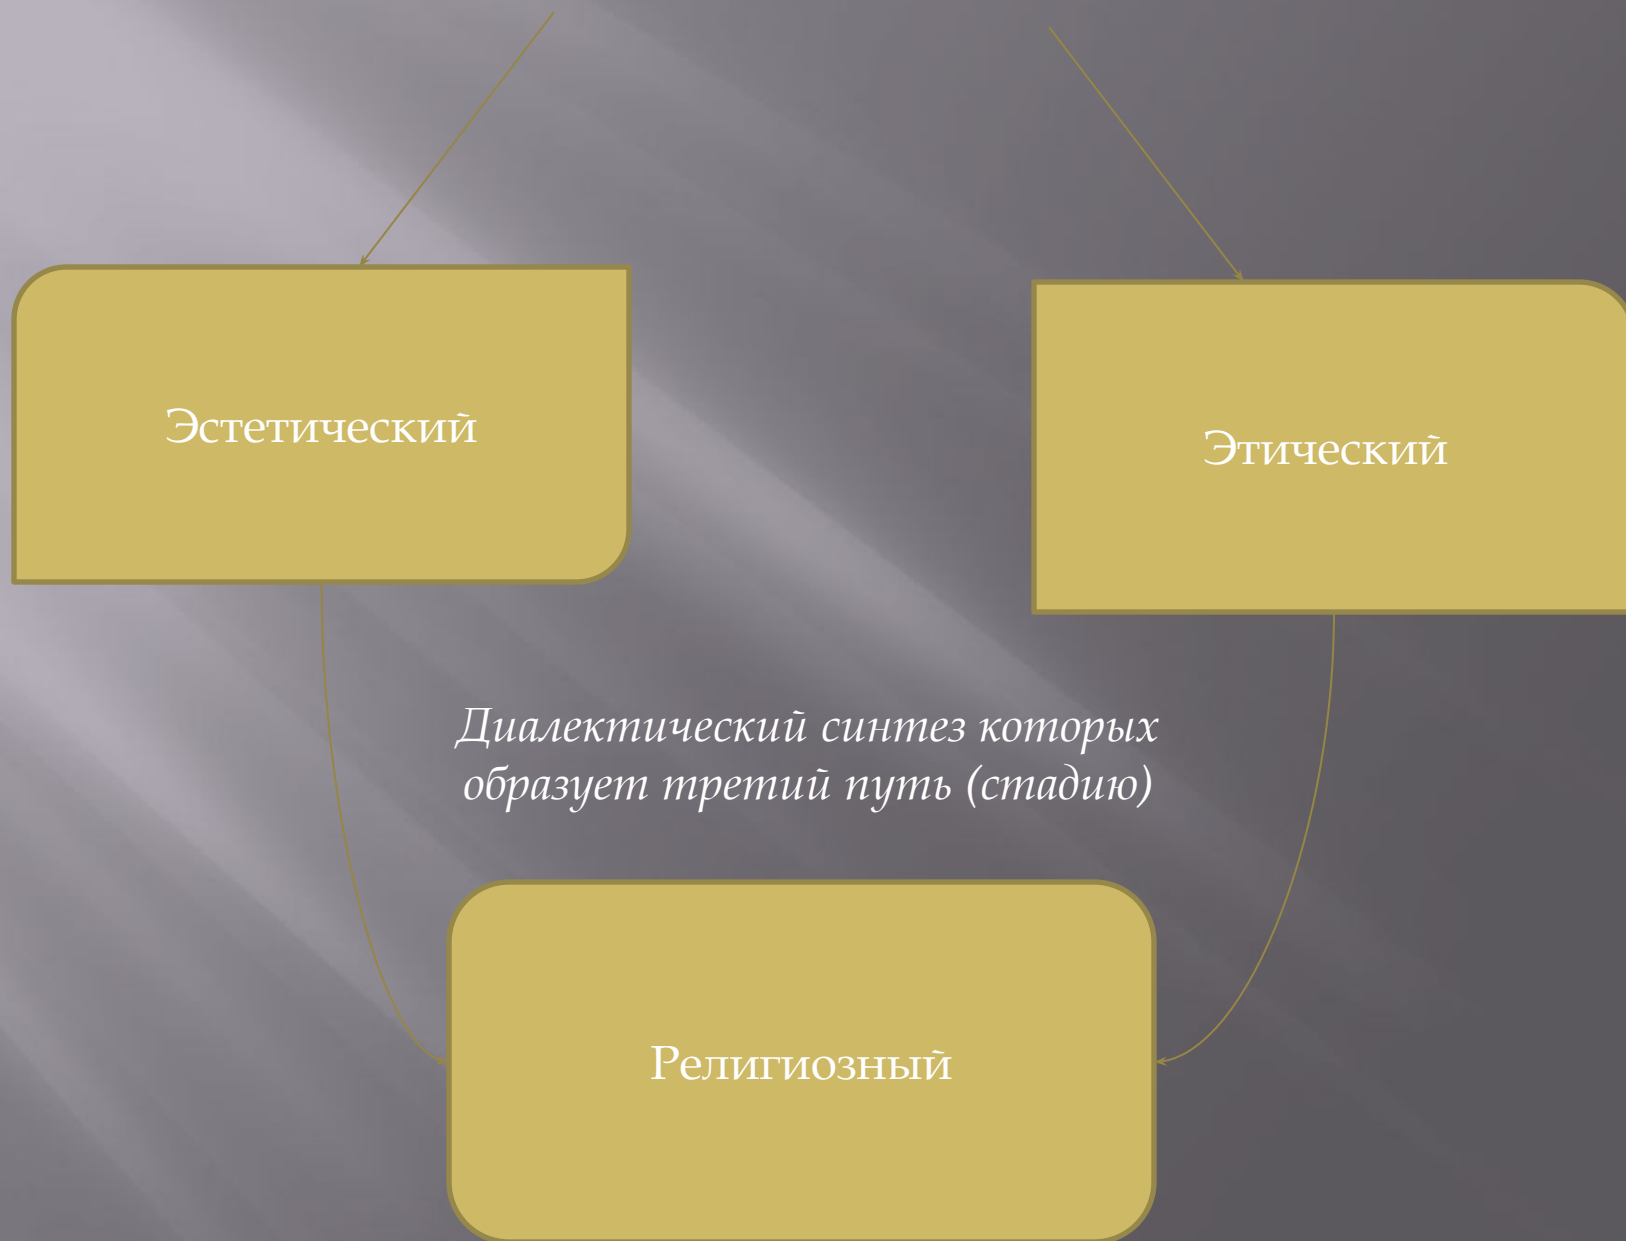 Эстетический
Этический
Диалектический синтез которых
образует третий путь (стадию)
Религиозный